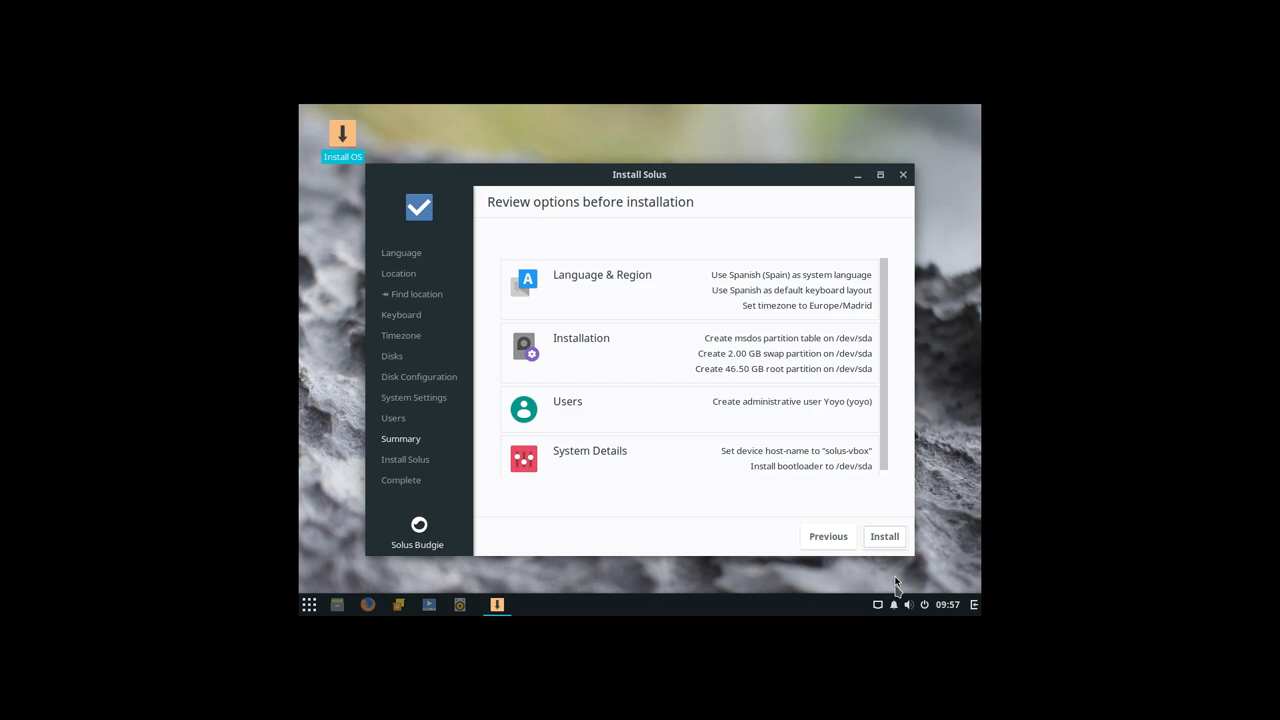 Install OS
Install Solus
Review options before installation
Language
Location
↠ Find location
Keyboard
Timezone
Disks
Disk Configuration
System Settings
Users
Summary
Install Solus
Complete
Solus Budgie
A
Language & Region
Use Spanish (Spain) as system language
Use Spanish as default keyboard layout
Set timezone to Europe/Madrid
Installation
Create msdos partition table on /dev/sda
Create 2.00 GB swap partition on /dev/sda
Create 46.50 GB root partition on /dev/sda
Users
Create administrative user Yoyo (yoyo)
System Details
Set device host-name to "solus-vbox"
Install bootloader to /dev/sda
Previous
Install
09:57